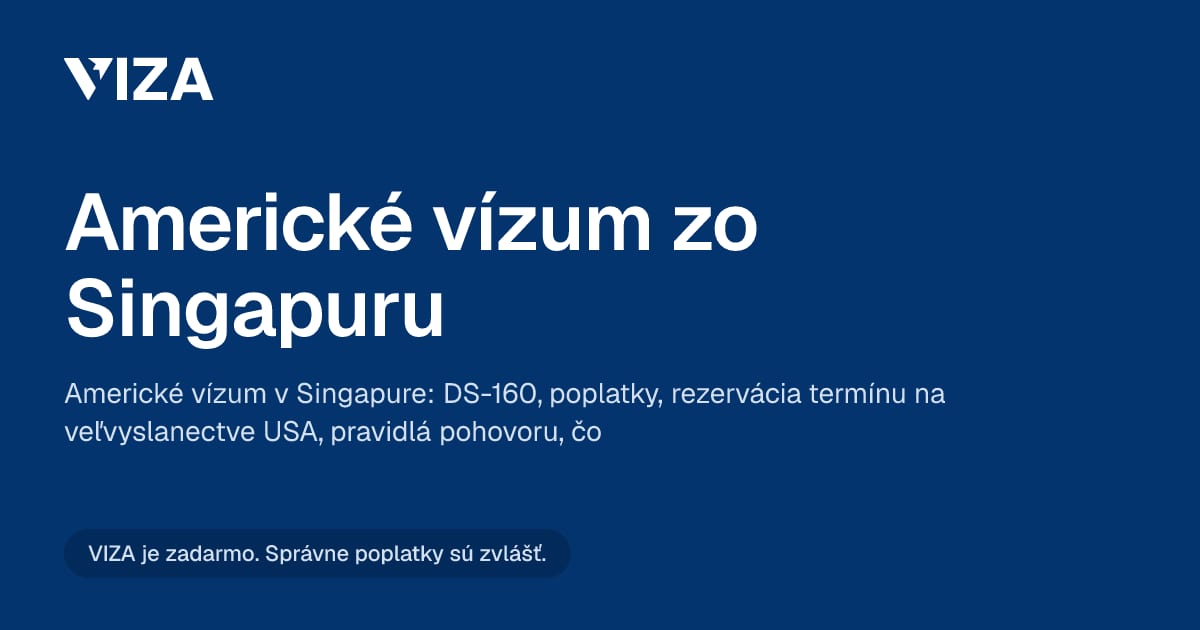 VIZA
Americké vízum zo
Singapuru
Americké vízum v Singapure: DS-160, poplatky, rezervácia termínu na
veľvyslanectve USA, pravidlá pohovoru, čo
VIZA je zadarmo. Správne poplatky sú zvlášť.